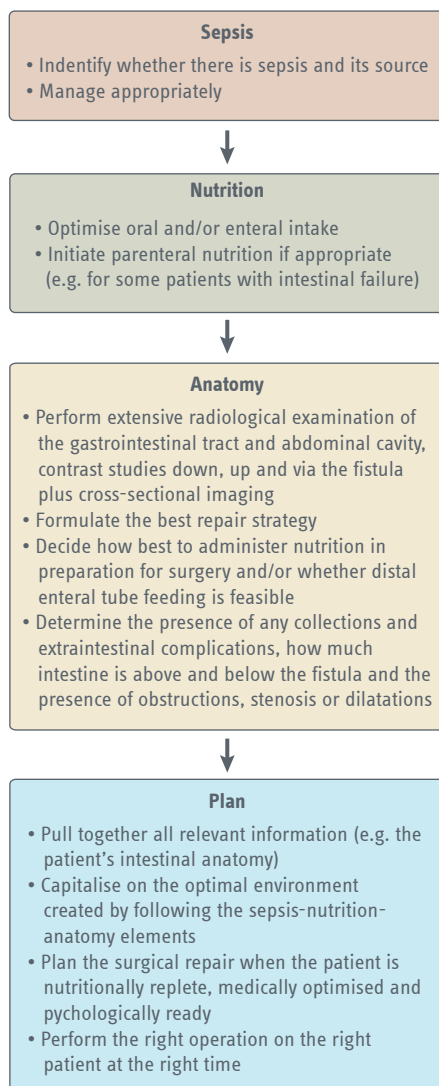 Sepsis
• Indentify whether there is sepsis and its source
• Manage appropriately
Nutrition
• Optimise oral and/or enteral intake
• Initiate parenteral nutrition if appropriate
(e.g. for some patients with intestinal failure)
Anatomy
• Perform extensive radiological examination of
the gastrointestinal tract and abdominal cavity,
contrast studies down, up and via the fistula
plus cross-sectional imaging
• Formulate the best repair strategy
• Decide how best to administer nutrition in
preparation for surgery and/or whether distal
enteral tube feeding is feasible
• Determine the presence of any collections and
extraintestinal complications, how much
intestine is above and below the fistula and the
presence of obstructions, stenosis or dilatations
Plan
• Pull together all relevant information (e.g. the
patient's intestinal anatomy)
• Capitalise on the optimal environment
created by following the sepsis-nutrition-
anatomy elements
• Plan the surgical repair when the patient is
nutritionally replete, medically optimised and
pychologically ready
• Perform the right operation on the right
patient at the right time